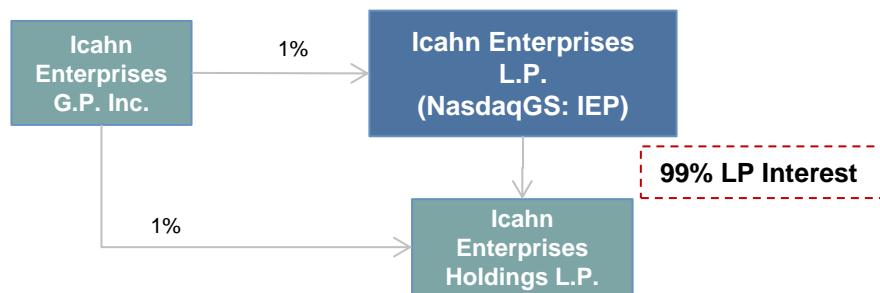 Icahn
Enterprises
G.P. Inc.
1%
Icahn Enterprises
L.P.
(NasdaqGS: IEP)
99% LP Interest
1%
Icahn
Enterprises
Holdings L.P.